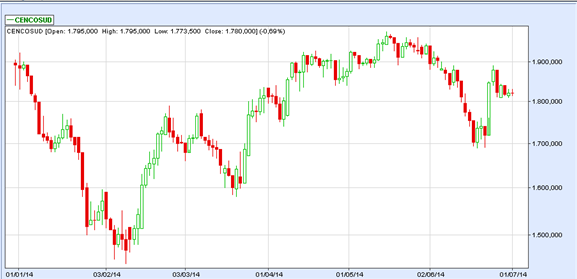 CENCOSUD
CENCOSUD [Open: 1.795,000 High: 1.795,000 Low: 1.773,500 Close: 1.780,000] (-0,69%)
1.900,000
1.800,000
1.700,000
1.600,000
1.500,000
01/01/14 03/02/14 03/03/14 01/04/14 01/05/14 02/06/14 01/07/14